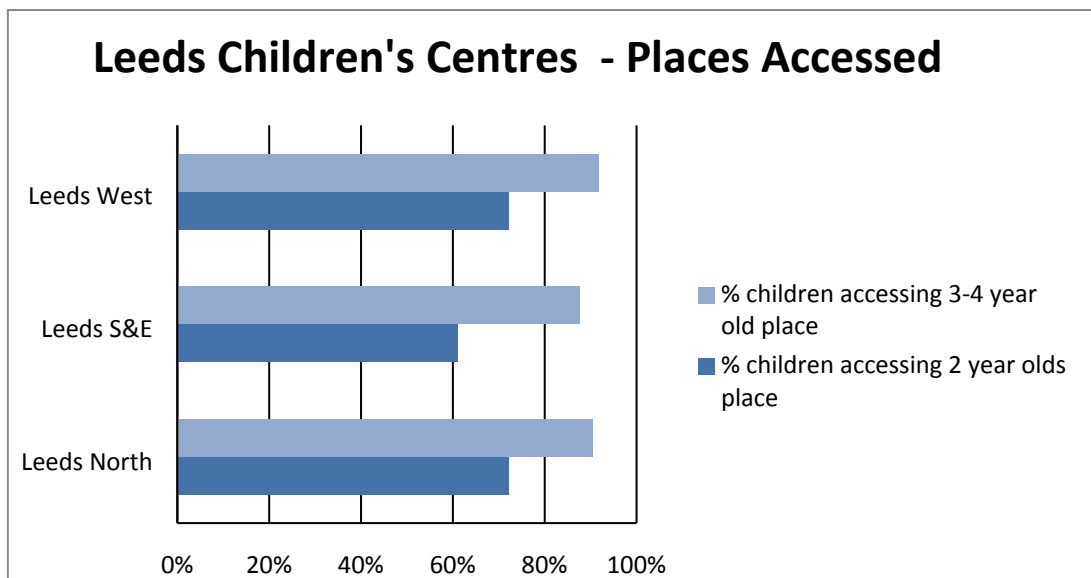 Leeds Children's Centres  - Places Accessed
Leeds West
Leeds S&E
Leeds North
0% 20% 40% 60% 80% 100%
% children accessing 3-4 year
old place
% children accessing 2 year olds
place